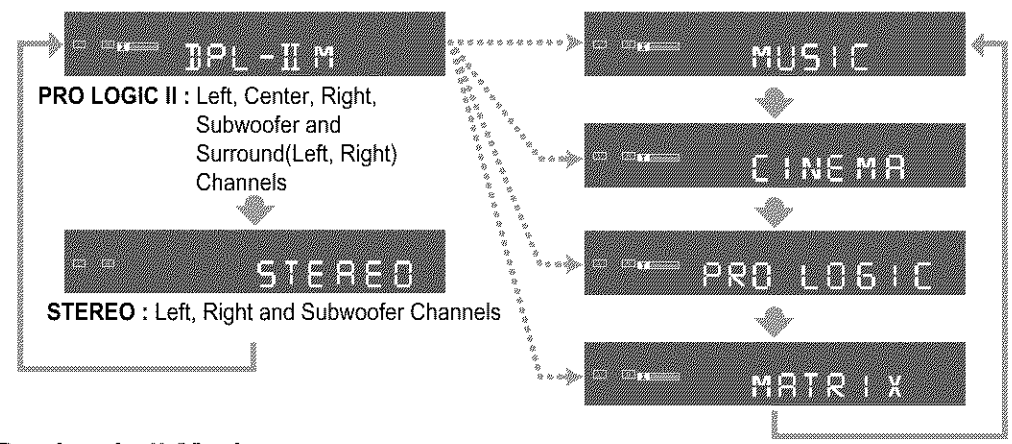 DPL-II M
PRO LOGIC II : Left, Center, Right,
Subwoofer and
Surround(Left, Right)
Channels
STEREO
STEREO : Left, Right and Subwoofer Channels
MUSIC
CINEMA
PRO LOGIC
MATRIX